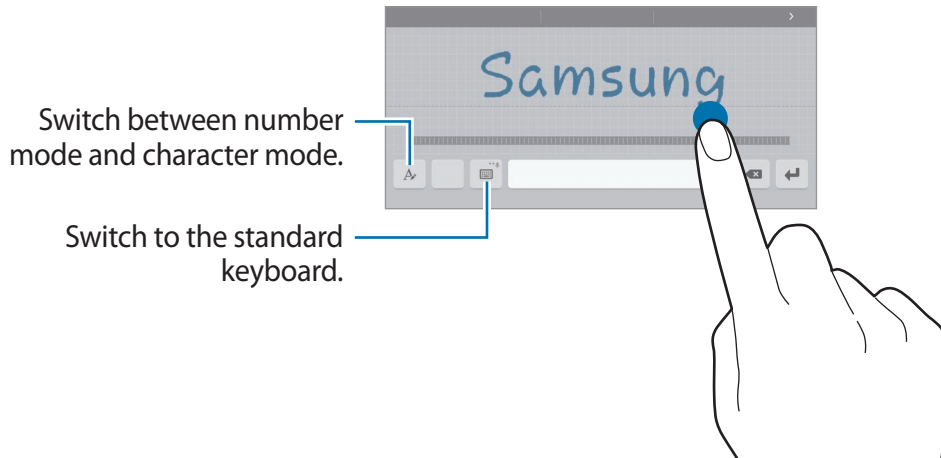 Samsung
Switch between number
mode and character mode.
Switch to the standard
keyboard.